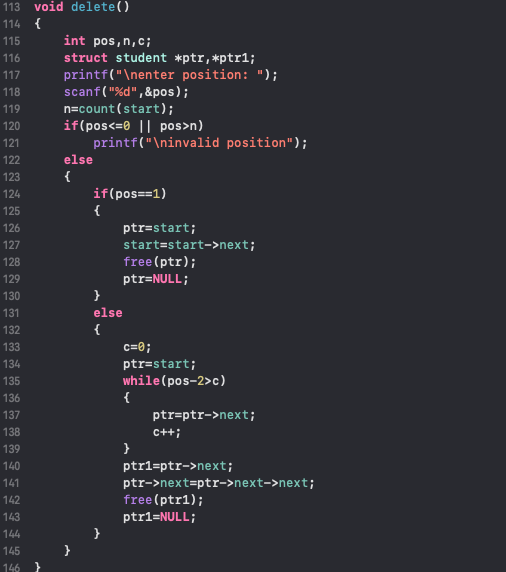 113 void delete()
114 {
115     int pos,n,c;
116     struct student *ptr,*ptr1;
117     printf("\nenter position: ");
118     scanf("%d",&pos);
119     n=count(start);
120     if(pos<=0 || pos>n)
121         printf("\ninvalid position");
122     else
123     {
124         if(pos==1)
125         {
126             ptr=start;
127             start=start->next;
128             free(ptr);
129             ptr=NULL;
130         }
131         else
132         {
133             c=0;
134             ptr=start;
135             while(pos-2>c)
136             {
137                 ptr=ptr->next;
138                 c++;
139             }
140             ptr1=ptr->next;
141             ptr->next=ptr->next->next;
142             free(ptr1);
143             ptr1=NULL;
144         }
145     }
146 }